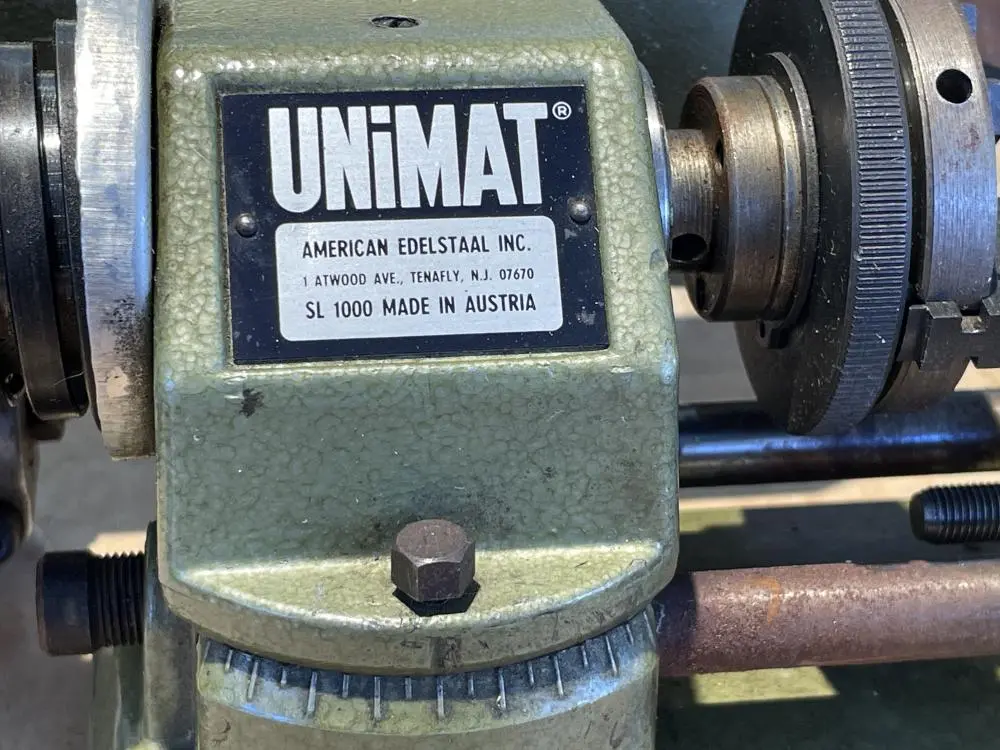 UNiMAT®
AMERICAN EDELSTAAL INC.
1 ATWOOD AVE., TENAFLY, N.J. 07670
SL 1000 MADE IN AUSTRIA